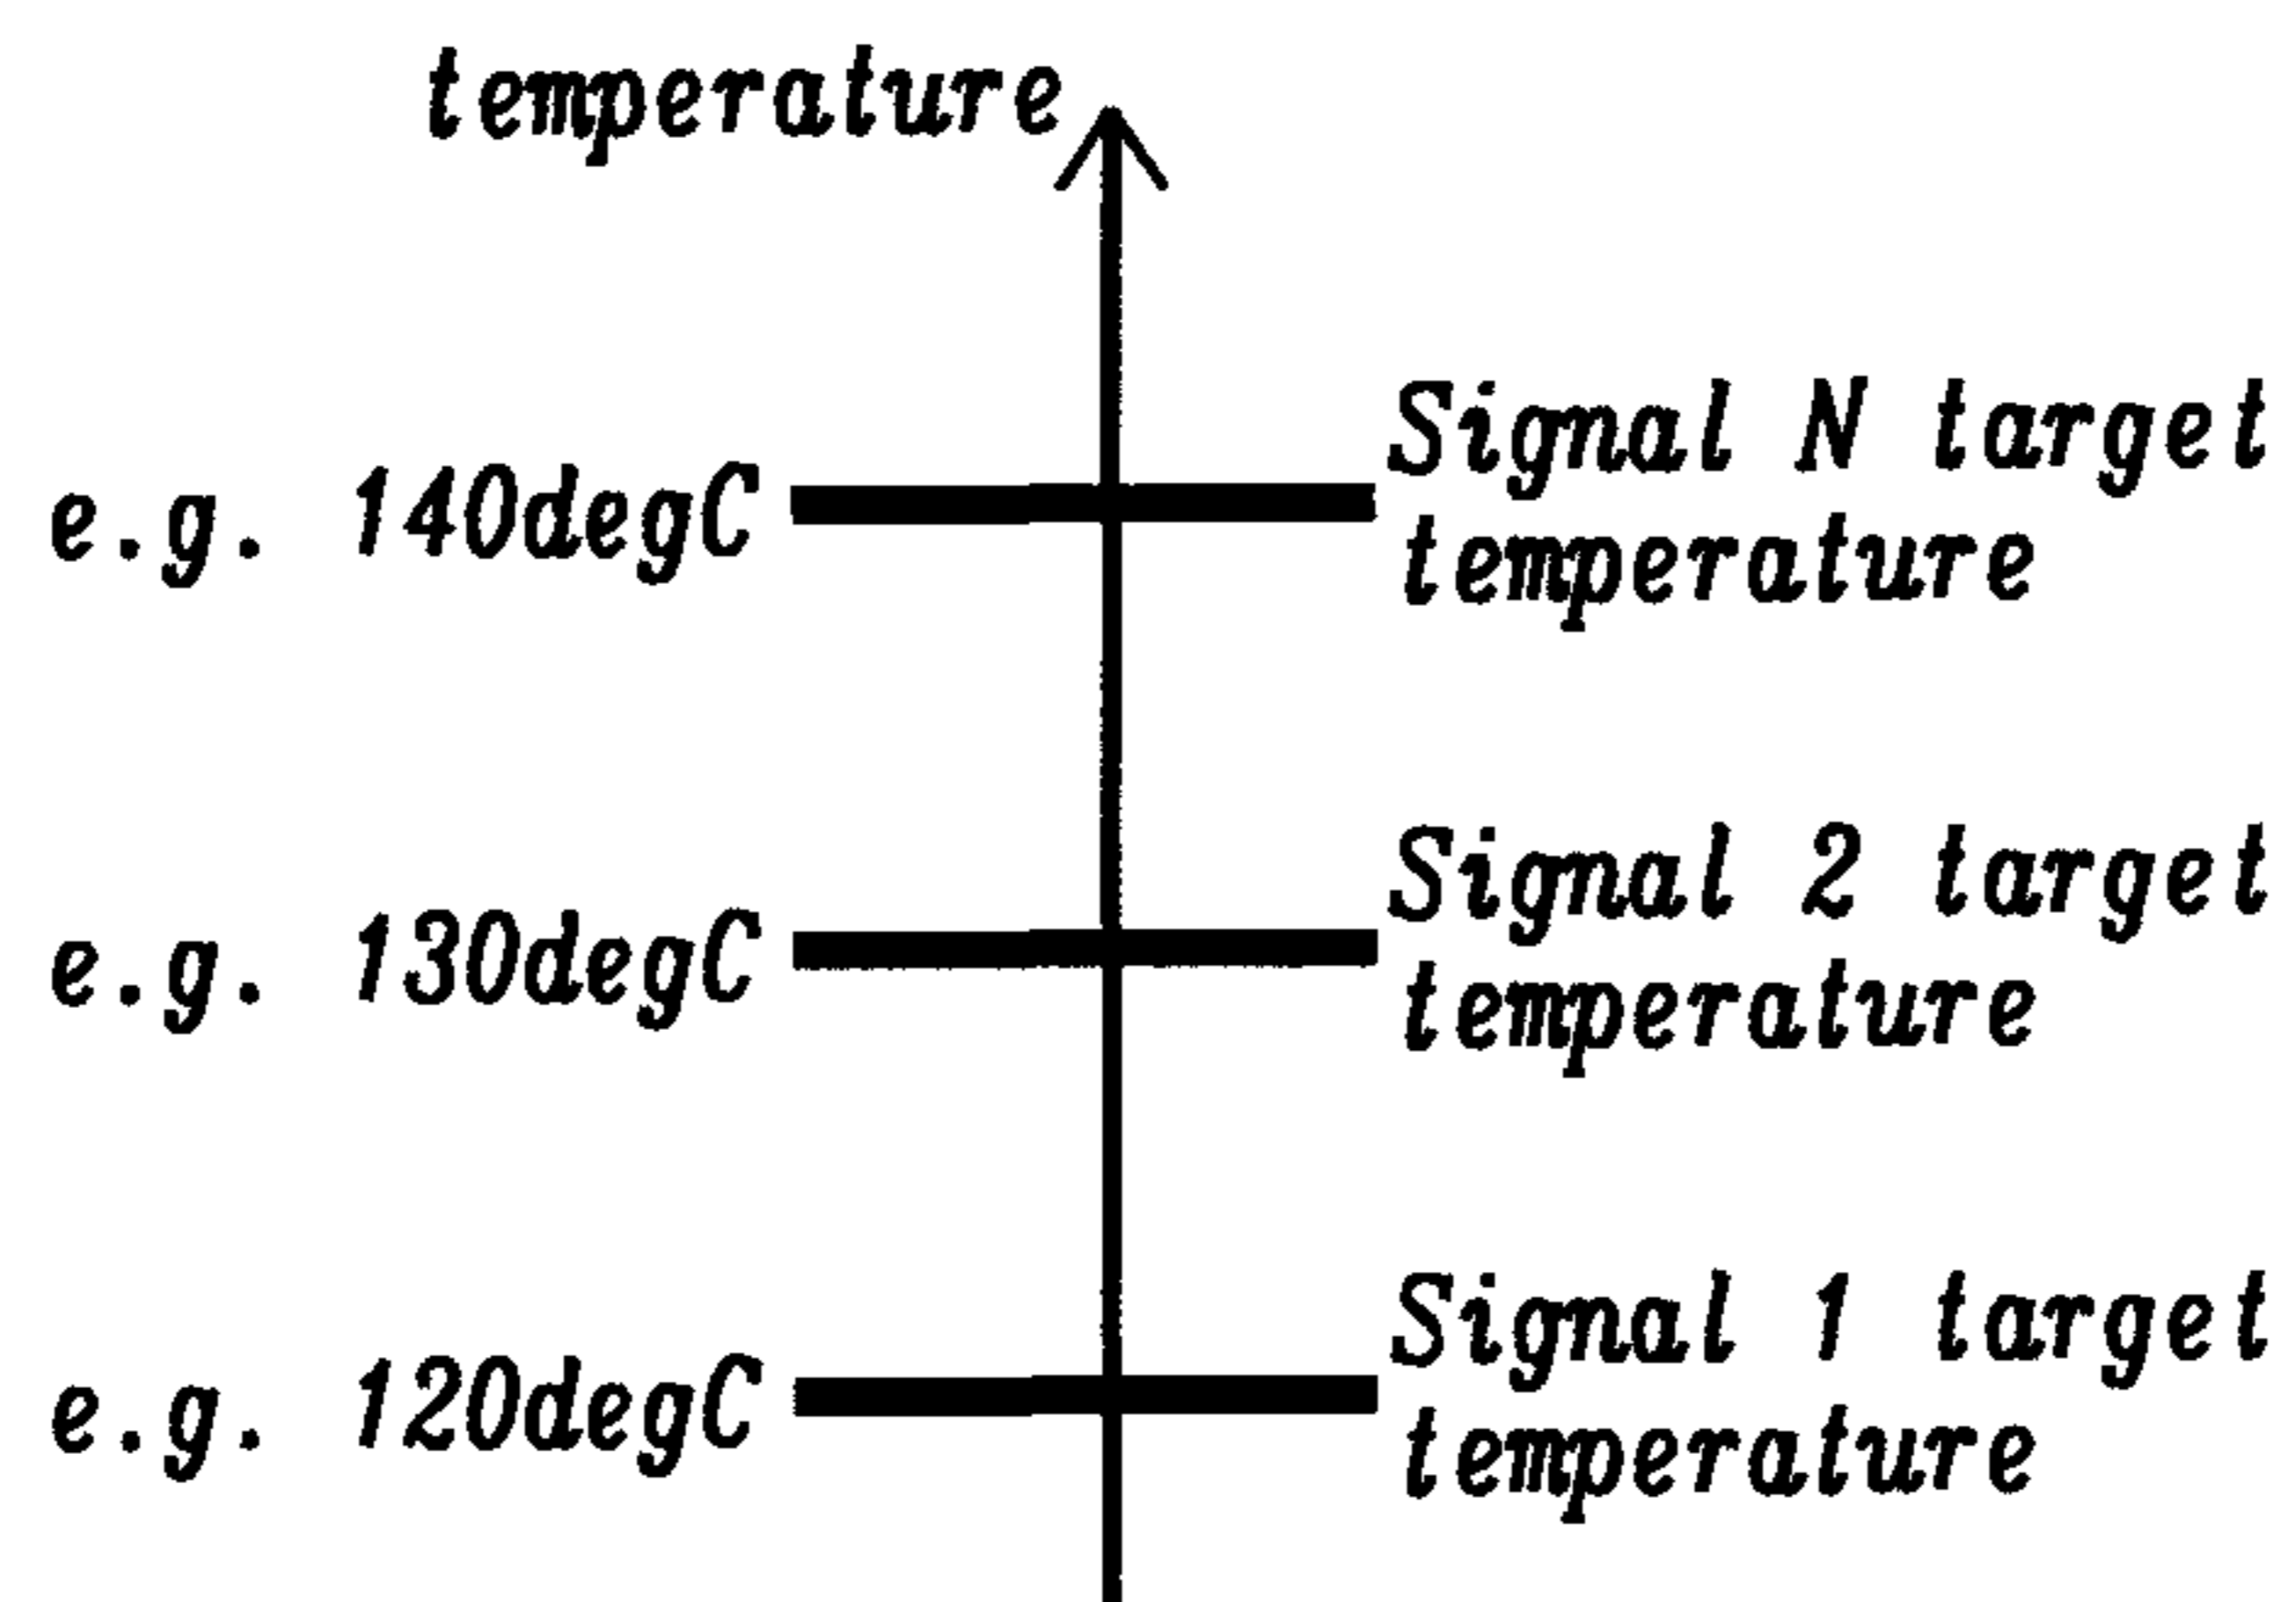 temperature
e.g. 140degC
Signal N target
temperature
e.g. 130degC
Signal 2 target
temperature
e.g. 120degC
Signal 1 target
temperature